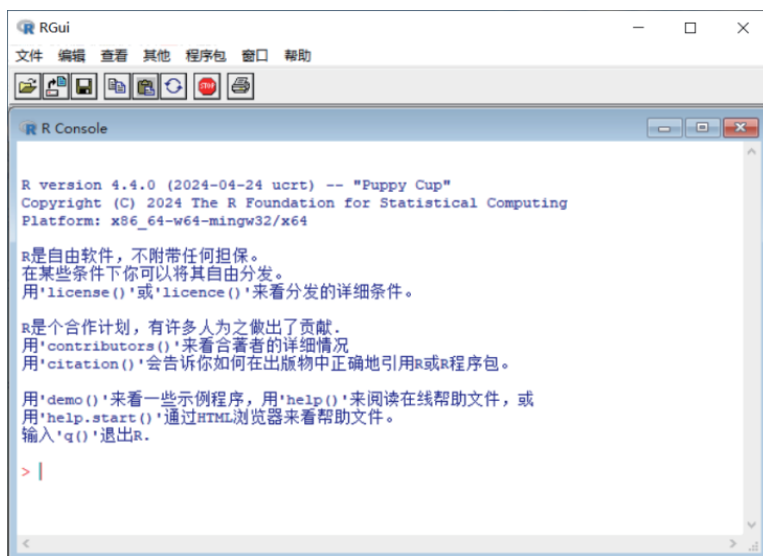 RGui
文件 编辑 查看 其他 程序包 窗口 帮助
STOP
R Console
R version 4.4.0 (2024-04-24 ucrt) -- "Puppy Cup"
Copyright (C) 2024 The R Foundation for Statistical Computing
Platform: x86_64-w64-mingw32/x64
R是自由软件，不附带任何担保。
在某些条件下你可以将其自由分发。
用'license()'或'licence()'来看分发的详细条件。
R是个合作计划，有许多人为之做出了贡献.
用'contributors()'来看合著者的详细情况
用'citation()'会告诉你如何在出版物中正确地引用R或R程序包。
用'demo()'来看一些示例程序，用'help()'来阅读在线帮助文件，或
用'help.start()'通过HTML浏览器来看帮助文件。
输入'q()'退出R.
>